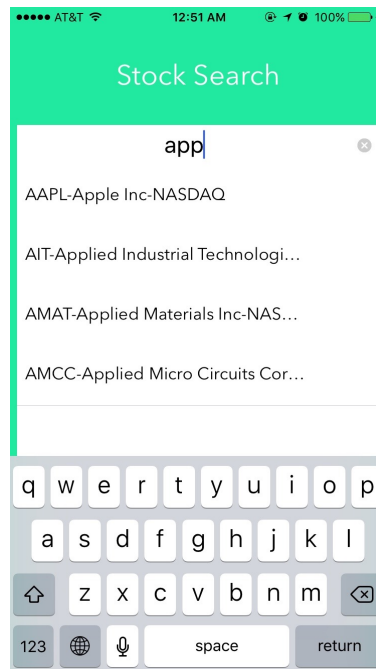 AT&T 12:51 AM 100%
Stock Search
app
AAPL-Apple Inc-NASDAQ
AIT-Applied Industrial Technologi...
AMAT-Applied Materials Inc-NAS...
AMCC-Applied Micro Circuits Cor...
q w e r t y u i o p
a s d f g h j k l
z x c v b n m
123 space return